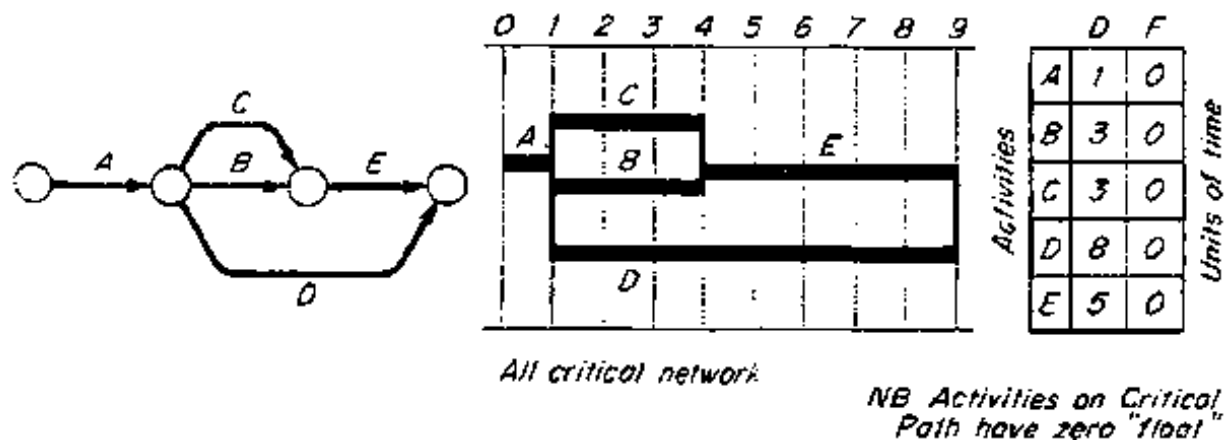 C
A B E
D
0 1 2 3 4 5 6 7 8 9
C
A
B
E
D
All critical network
Activities
D F
A 1 0
B 3 0
C 3 0
D 8 0
E 5 0
Units of time
NB Activities on Critical
Path have zero "float"